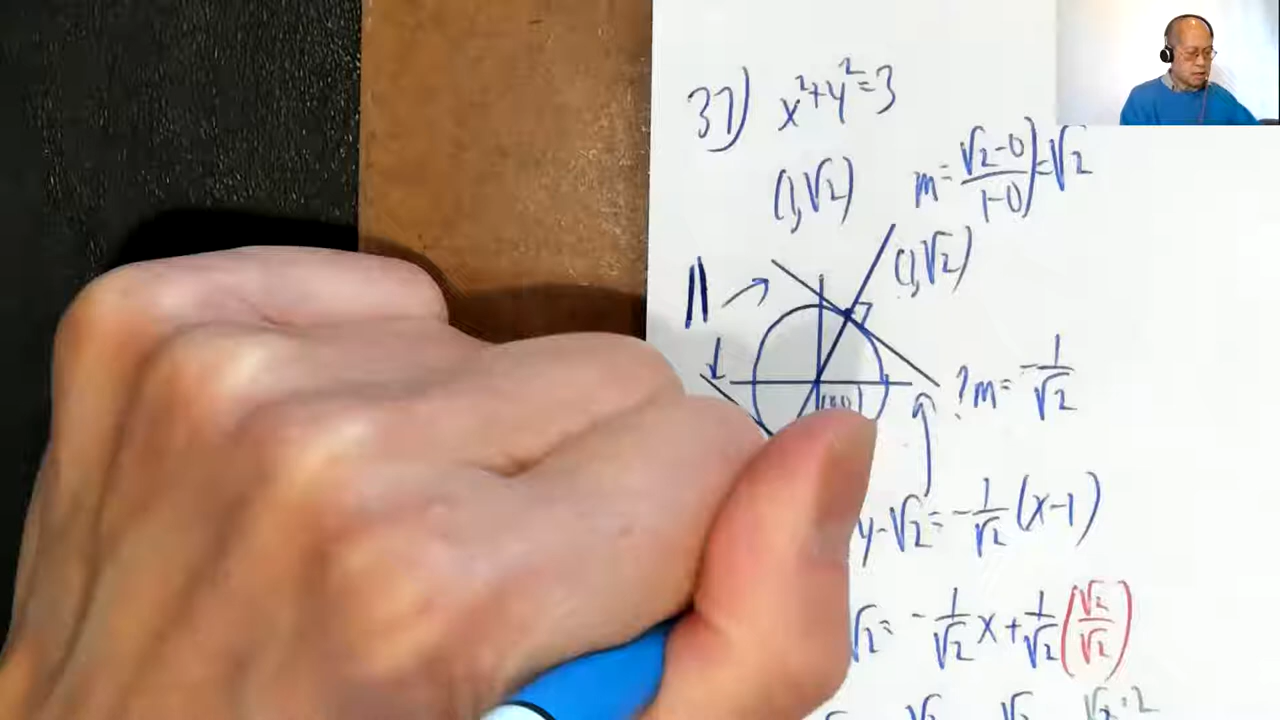 37) x²+y²=3
(1,√2) m=(√2-0)/(1-0)=√2
(1,√2)
(0,0)
? m=-1/√2
y-√2=-1/√2(x-1)
√2=-1/√2x+1/√2(√2/√2)